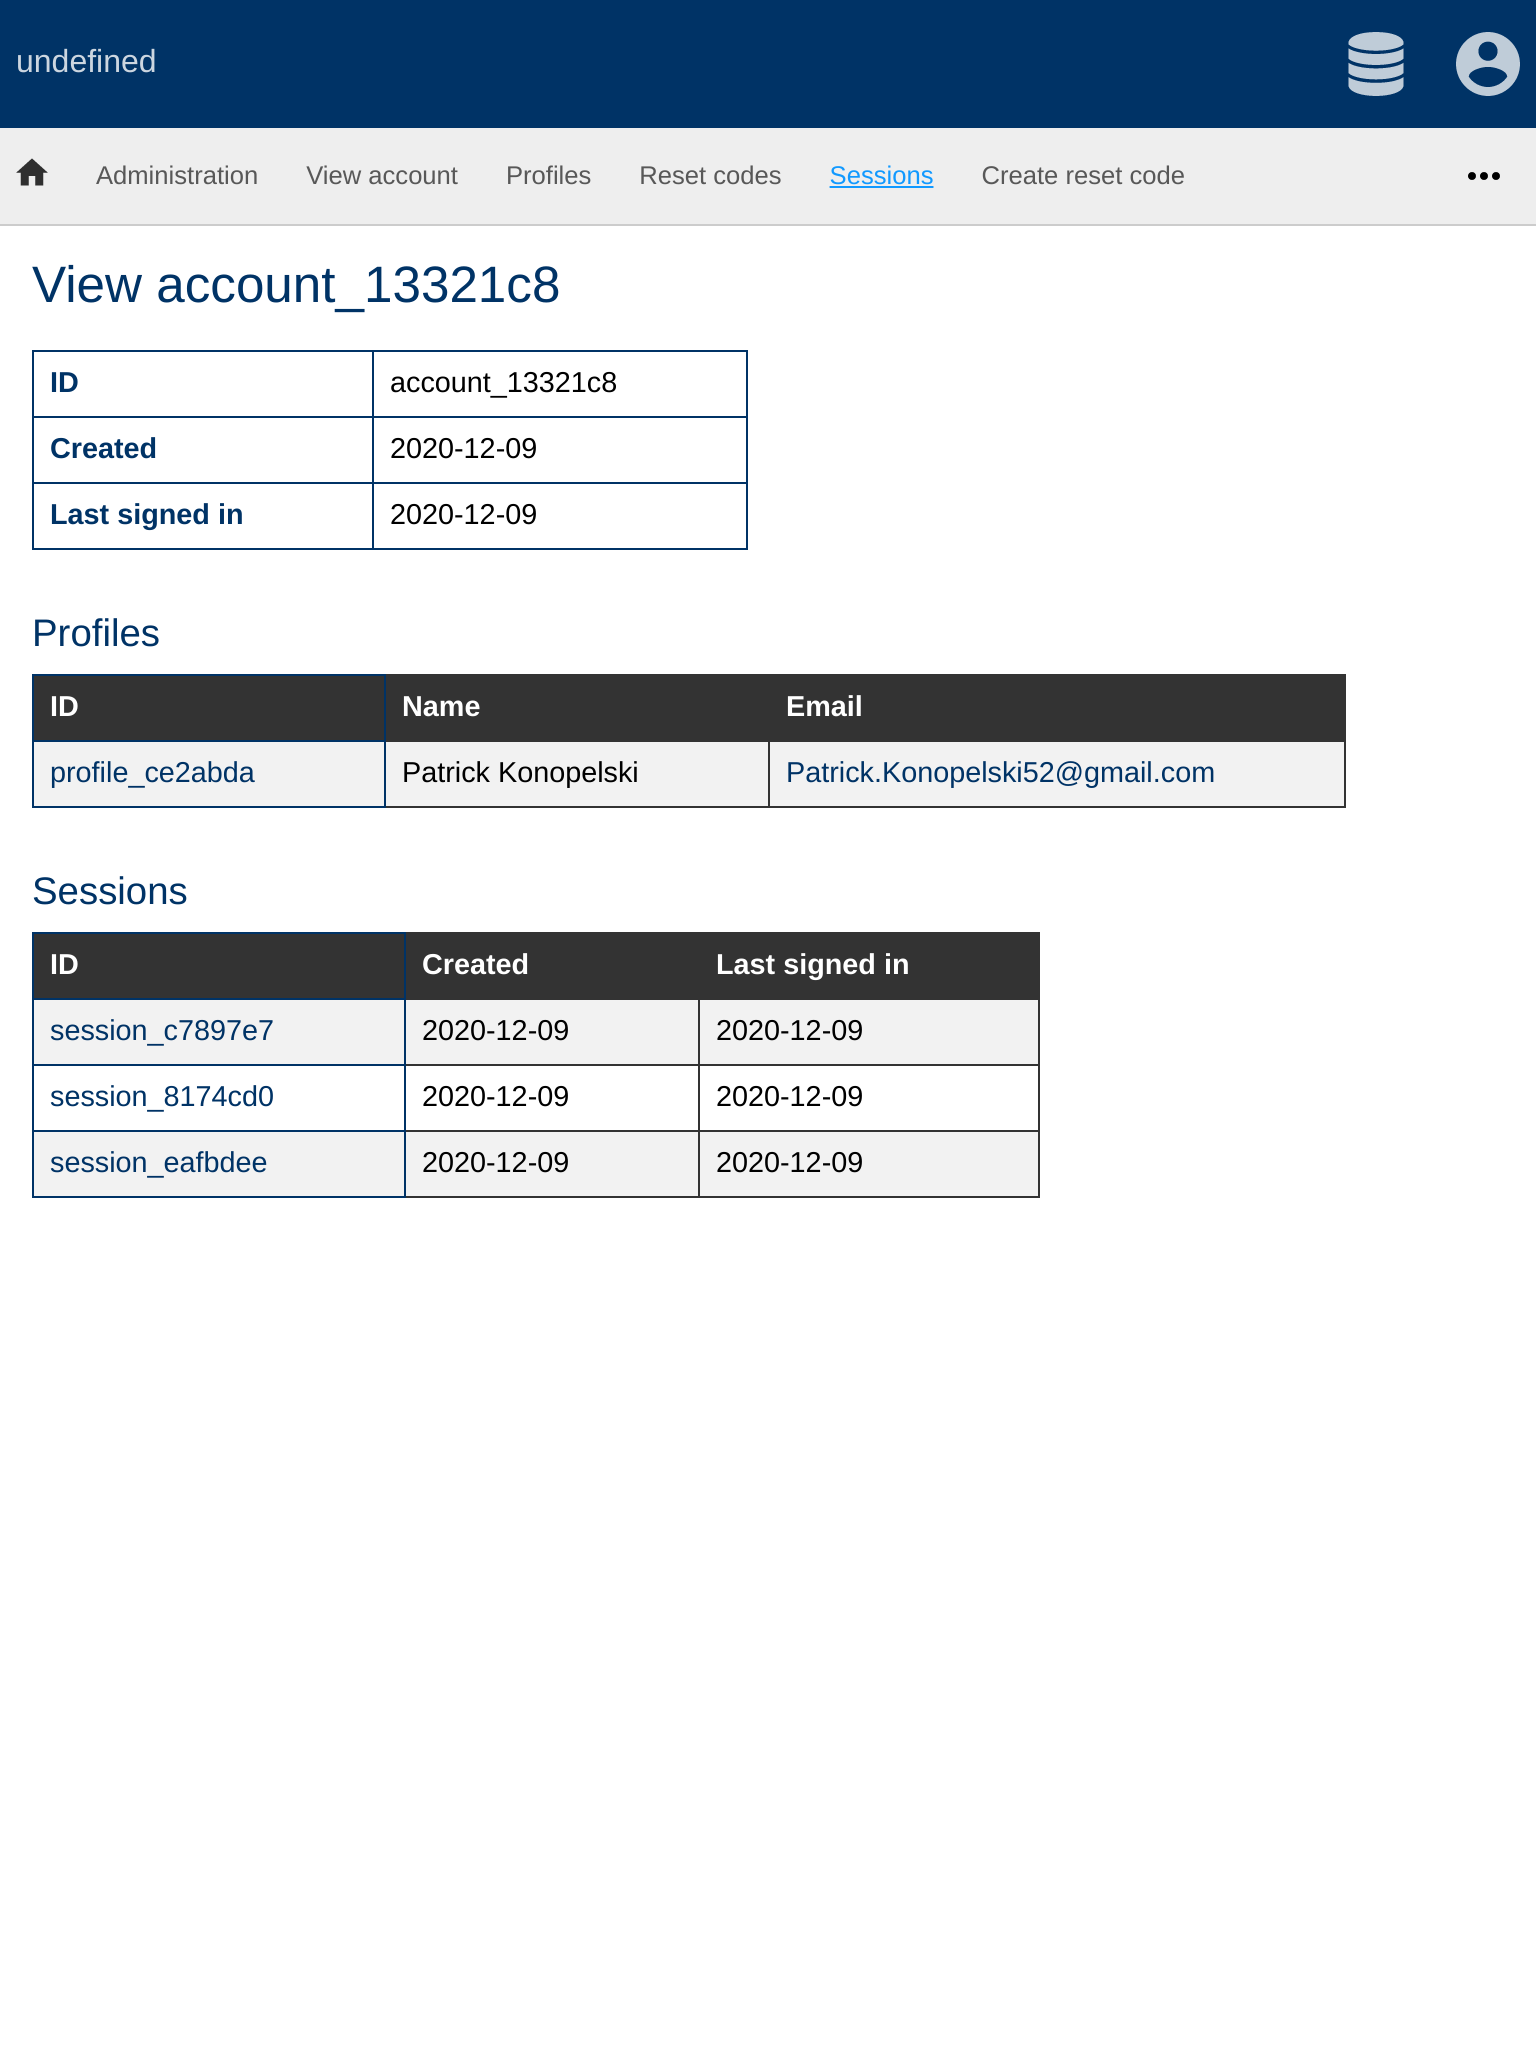 undefined
Administration View account Profiles Reset codes Sessions Create reset code
View account_13321c8
ID account_13321c8
Created 2020-12-09
Last signed in 2020-12-09
Profiles
ID Name Email
profile_ce2abda Patrick Konopelski Patrick.Konopelski52@gmail.com
Sessions
ID Created Last signed in
session_c7897e7 2020-12-09 2020-12-09
session_8174cd0 2020-12-09 2020-12-09
session_eafbdee 2020-12-09 2020-12-09